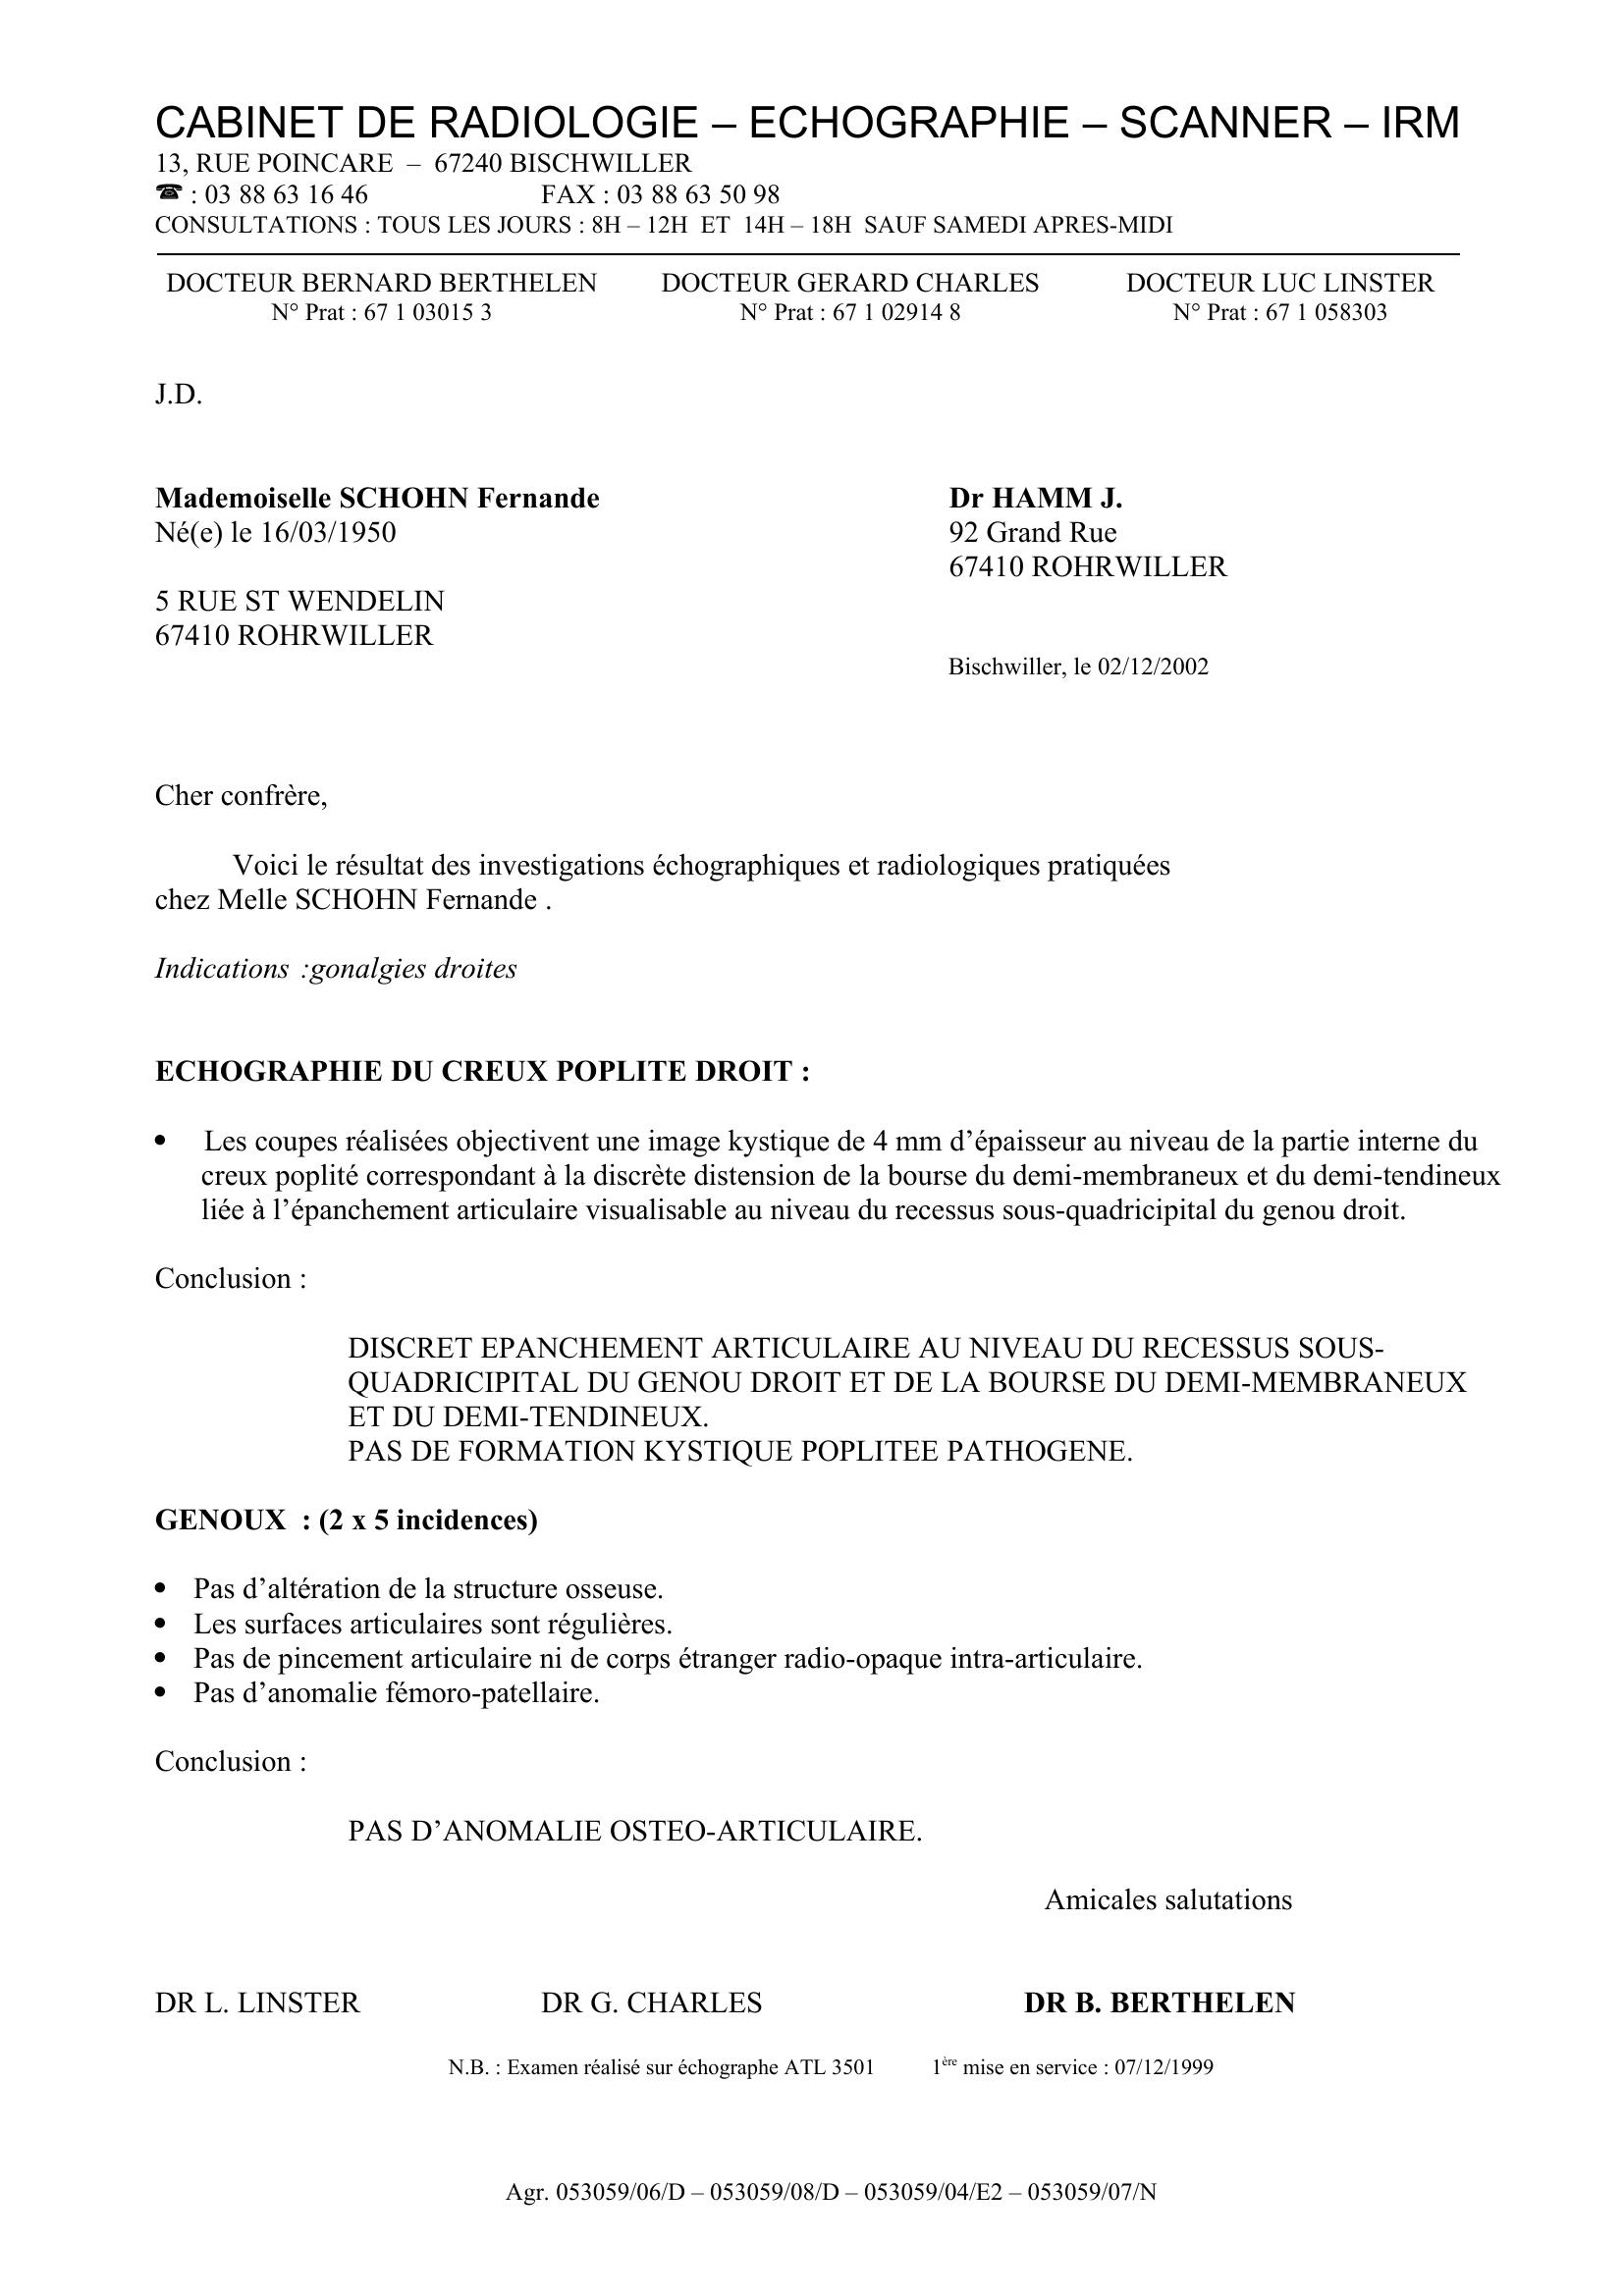 CABINET DE RADIOLOGIE – ECHOGRAPHIE – SCANNER – IRM
13, RUE POINCARE – 67240 BISCHWILLER
☎ : 03 88 63 16 46 FAX : 03 88 63 50 98
CONSULTATIONS : TOUS LES JOURS : 8H – 12H ET 14H – 18H SAUF SAMEDI APRES-MIDI
DOCTEUR BERNARD BERTHELEN DOCTEUR GERARD CHARLES DOCTEUR LUC LINSTER
N° Prat : 67 1 03015 3 N° Prat : 67 1 02914 8 N° Prat : 67 1 058303
J.D.
Mademoiselle SCHOHN Fernande Dr HAMM J.
Né(e) le 16/03/1950 92 Grand Rue
67410 ROHRWILLER
5 RUE ST WENDELIN
67410 ROHRWILLER
Bischwiller, le 02/12/2002
Cher confrère,
Voici le résultat des investigations échographiques et radiologiques pratiquées
chez Melle SCHOHN Fernande .
Indications :gonalgies droites
ECHOGRAPHIE DU CREUX POPLITE DROIT :
• Les coupes réalisées objectivent une image kystique de 4 mm d’épaisseur au niveau de la partie interne du
creux poplité correspondant à la discrète distension de la bourse du demi-membraneux et du demi-tendineux
liée à l’épanchement articulaire visualisable au niveau du recessus sous-quadricipital du genou droit.
Conclusion :
DISCRET EPANCHEMENT ARTICULAIRE AU NIVEAU DU RECESSUS SOUS-
QUADRICIPITAL DU GENOU DROIT ET DE LA BOURSE DU DEMI-MEMBRANEUX
ET DU DEMI-TENDINEUX.
PAS DE FORMATION KYSTIQUE POPLITEE PATHOGENE.
GENOUX : (2 x 5 incidences)
• Pas d’altération de la structure osseuse.
• Les surfaces articulaires sont régulières.
• Pas de pincement articulaire ni de corps étranger radio-opaque intra-articulaire.
• Pas d’anomalie fémoro-patellaire.
Conclusion :
PAS D’ANOMALIE OSTEO-ARTICULAIRE.
Amicales salutations
DR L. LINSTER DR G. CHARLES DR B. BERTHELEN
N.B. : Examen réalisé sur échographe ATL 3501 1ère mise en service : 07/12/1999
Agr. 053059/06/D – 053059/08/D – 053059/04/E2 – 053059/07/N